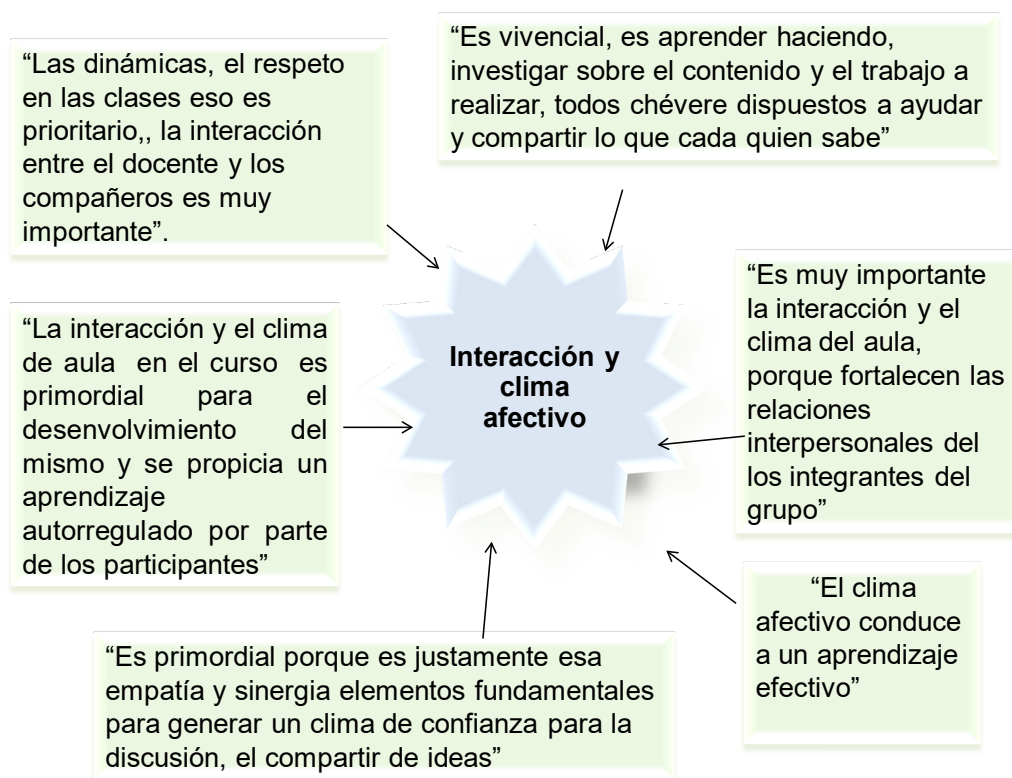 “Las dinámicas, el respeto
en las clases eso es
prioritario,, la interacción
entre el docente y los
compañeros es muy
importante”.
“Es vivencial, es aprender haciendo,
investigar sobre el contenido y el trabajo a
realizar, todos chévere dispuestos a ayudar
y compartir lo que cada quien sabe”
“La interacción y el clima
de aula en el curso es
primordial para el
desenvolvimiento del
mismo y se propicia un
aprendizaje
autorregulado por parte
de los participantes”
Interacción y
clima
afectivo
“Es muy importante
la interacción y el
clima del aula,
porque fortalecen las
relaciones
interpersonales del
los integrantes del
grupo”
“El clima
afectivo conduce
a un aprendizaje
efectivo”
“Es primordial porque es justamente esa
empatía y sinergia elementos fundamentales
para generar un clima de confianza para la
discusión, el compartir de ideas”